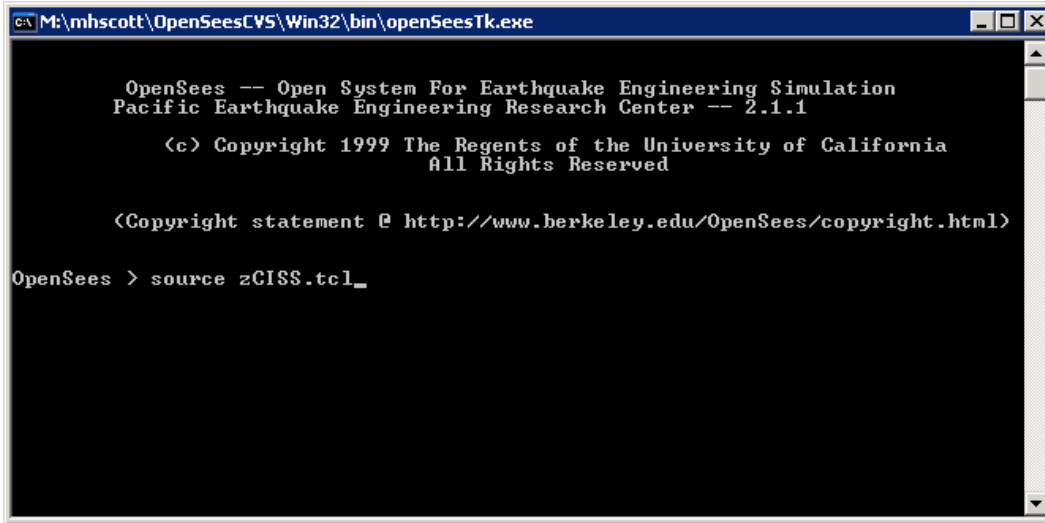 M:\mhscott\OpenSeesCVS\Win32\bin\openSeesTk.exe
OpenSees -- Open System For Earthquake Engineering Simulation
Pacific Earthquake Engineering Research Center -- 2.1.1
(c) Copyright 1999 The Regents of the University of California
All Rights Reserved
(Copyright statement @ http://www.berkeley.edu/OpenSees/copyright.html)
OpenSees > source zCISS.tcl_